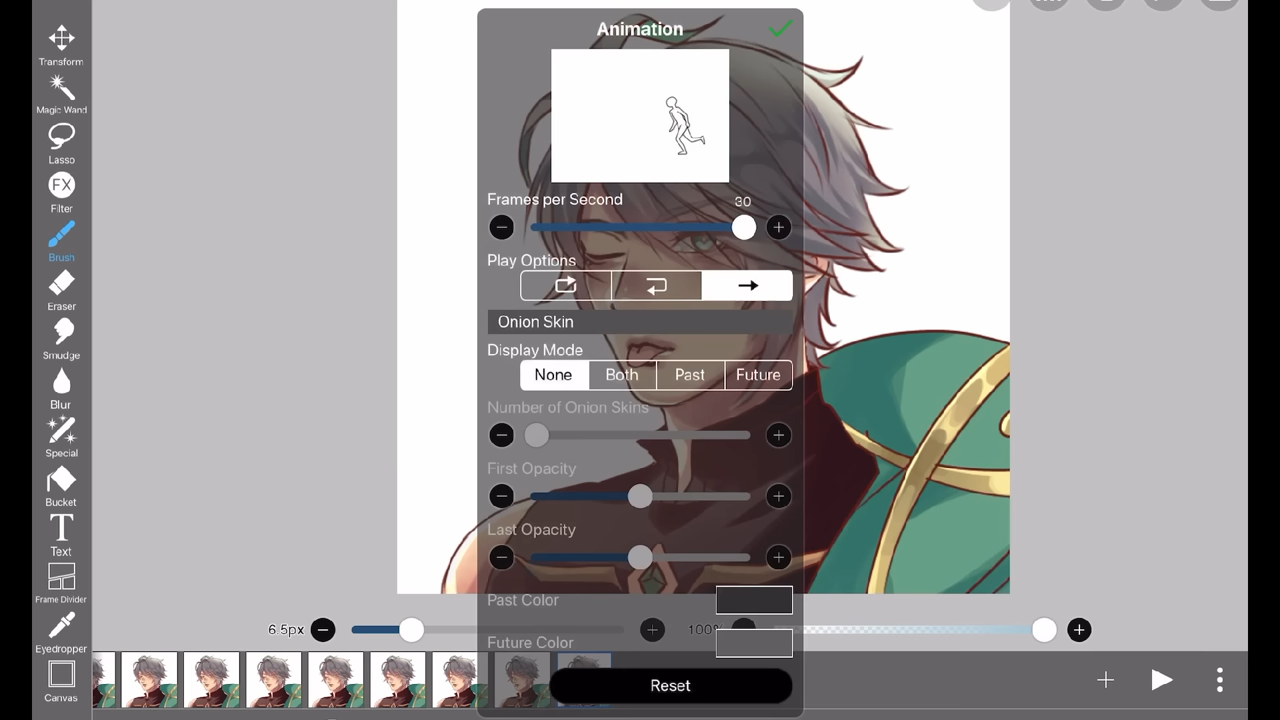 Animation
Transform
Magic Wand
Lasso
FX
Filter
Brush
Eraser
Smudge
Blur
Special
Bucket
T
Text
Frame Divider
Eyedropper
Canvas
Frames per Second
30
Play Options
Onion Skin
Display Mode
None Both Past Future
Number of Onion Skins
First Opacity
Last Opacity
Past Color
Future Color
6.5px
100%
Reset